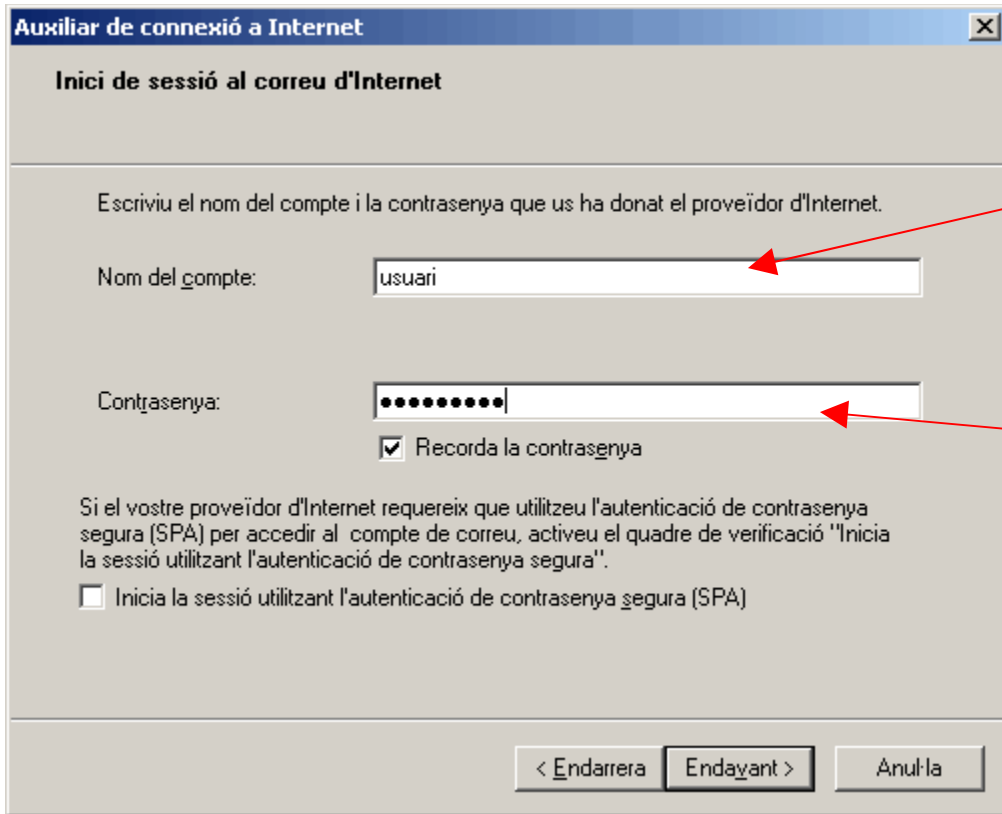 Auxiliar de connexió a Internet
Inici de sessió al correu d'Internet
Escriviu el nom del compte i la contrasenya que us ha donat el proveïdor d'Internet.
Nom del compte:
usuari
Contrasenya:
●●●●●●●●●
Recorda la contrasenya
Si el vostre proveïdor d'Internet requereix que utilitzeu l'autenticació de contrasenya
segura (SPA) per accedir al compte de correu, activeu el quadre de verificació "Inicia
la sessió utilitzant l'autenticació de contrasenya segura".
Inicia la sessió utilitzant l'autenticació de contrasenya segura (SPA)
< Endarrera
Endavant >
Anul·la